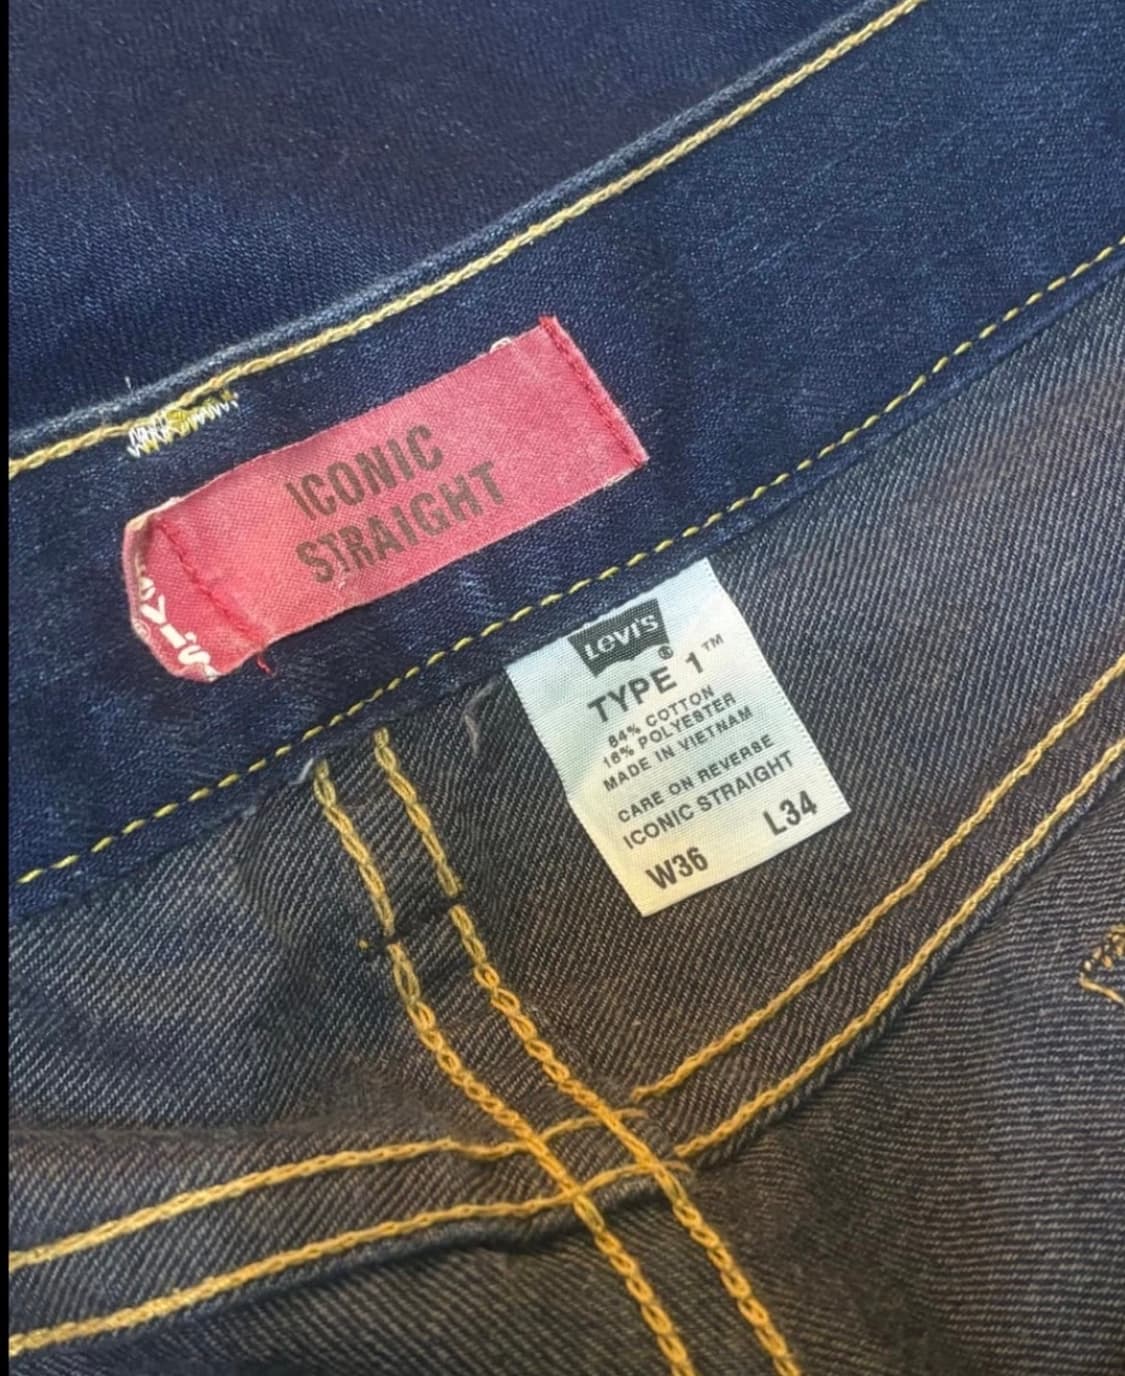 ICONIC
STRAIGHT
Levi's
®
TYPE 1™
84% COTTON
16% POLYESTER
MADE IN VIETNAM
CARE ON REVERSE
ICONIC STRAIGHT
W36 L34